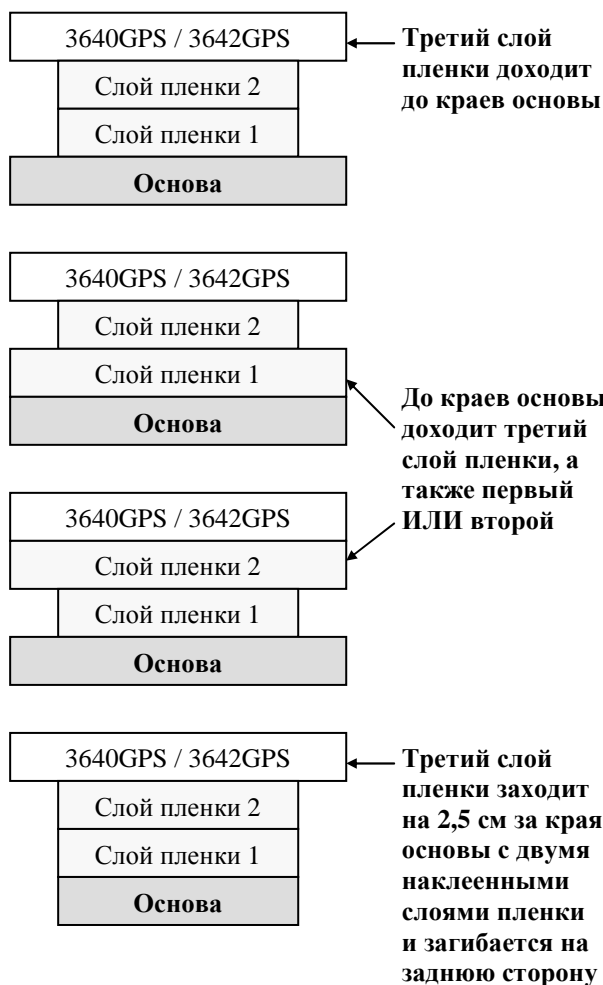 3640GPS / 3642GPS
Слой пленки 2
Слой пленки 1
Основа
Третий слой
пленки доходит
до краев основы
3640GPS / 3642GPS
Слой пленки 2
Слой пленки 1
Основа
До краев основы
доходит третий
слой пленки, а
также первый
ИЛИ второй
3640GPS / 3642GPS
Слой пленки 2
Слой пленки 1
Основа
3640GPS / 3642GPS
Слой пленки 2
Слой пленки 1
Основа
Третий слой
пленки заходит
на 2,5 см за края
основы с двумя
наклеенными
слоями пленки
и загибается на
заднюю сторону